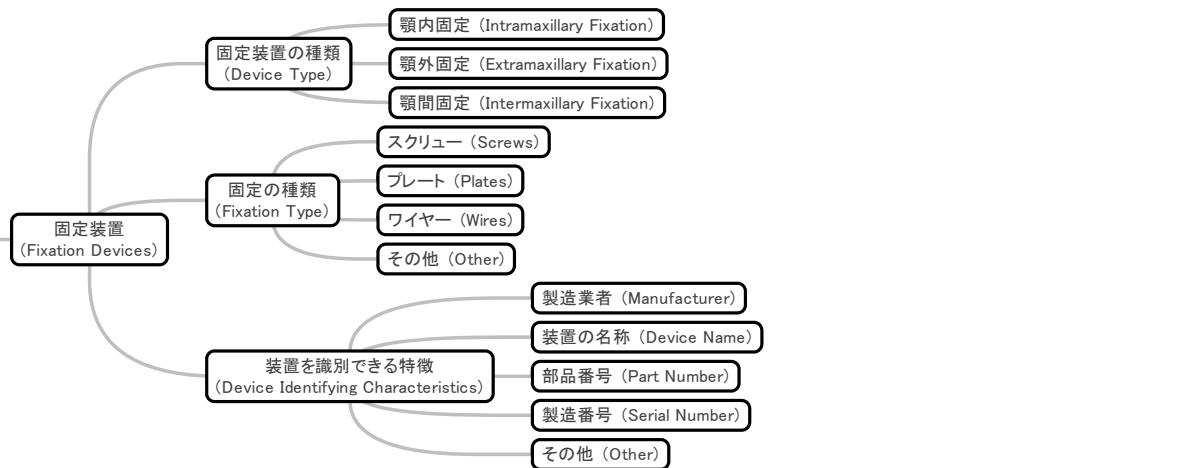 顎内固定（Intramaxillary Fixation）
固定装置の種類
（Device Type）
顎外固定（Extramaxillary Fixation）
顎間固定（Intermaxillary Fixation）
スクリュー（Screws）
プレート（Plates）
固定の種類
（Fixation Type）
ワイヤー（Wires）
固定装置
（Fixation Devices）
その他（Other）
製造業者（Manufacturer）
装置の名称（Device Name）
装置を識別できる特徴
（Device Identifying Characteristics）
部品番号（Part Number）
製造番号（Serial Number）
その他（Other）